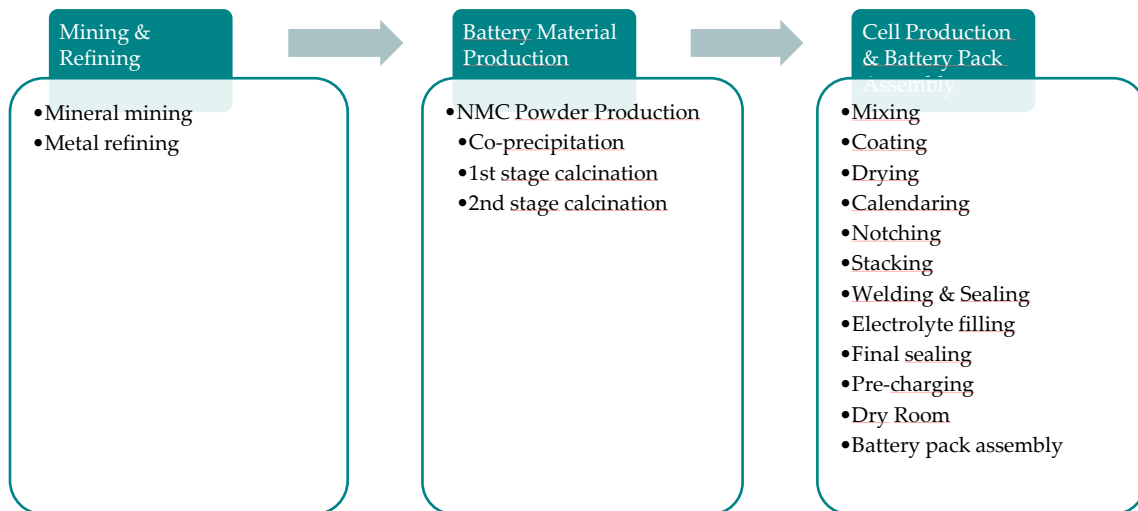 Mining &
Refining
•Mineral mining
•Metal refining
Battery Material
Production
•NMC Powder Production
•Co-precipitation
•1st stage calcination
•2nd stage calcination
Cell Production
& Battery Pack
Assembly
•Mixing
•Coating
•Drying
•Calendaring
•Notching
•Stacking
•Welding & Sealing
•Electrolyte filling
•Final sealing
•Pre-charging
•Dry Room
•Battery pack assembly